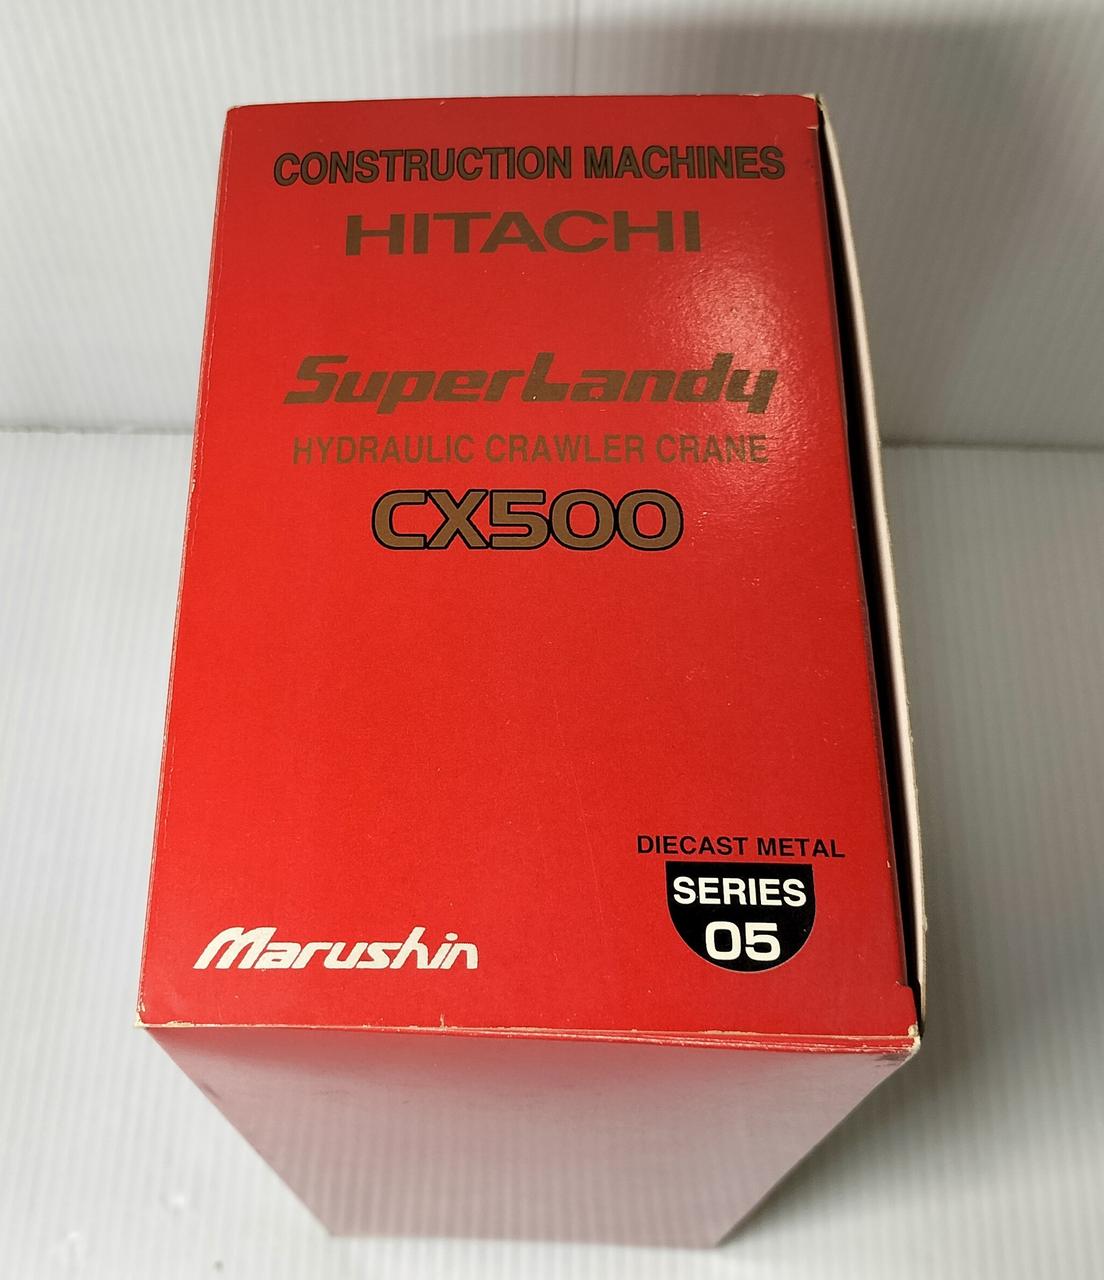 CONSTRUCTION MACHINES
HITACHI
SuperLandy
HYDRAULIC CRAWLER CRANE
CX500
DIECAST METAL
SERIES
05
Marushin